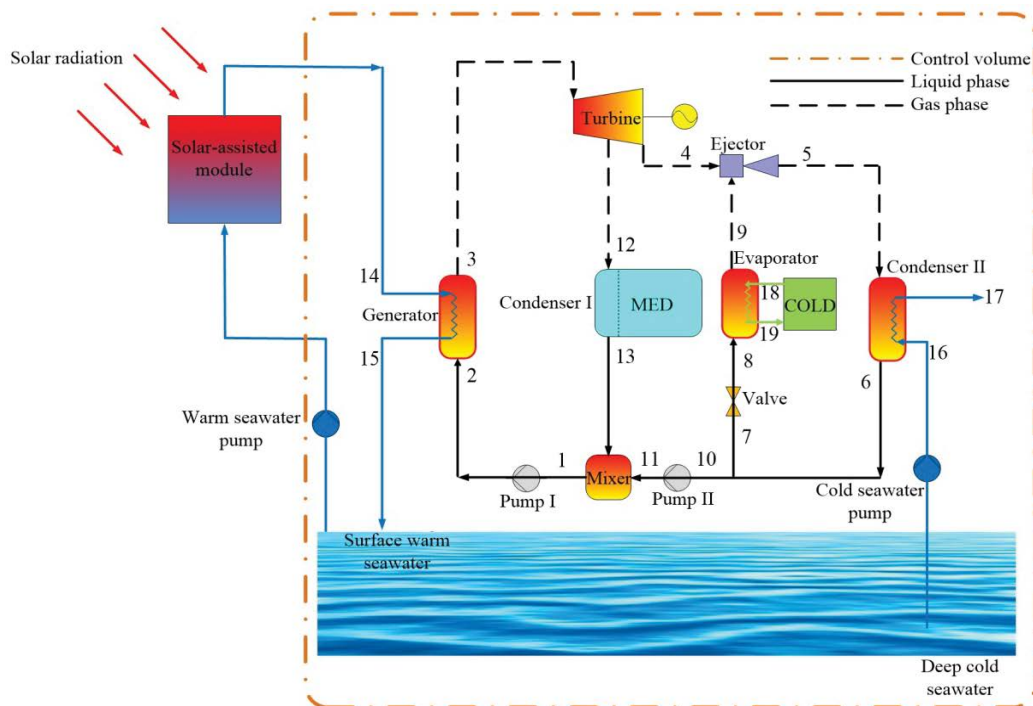 Solar radiation
Control volume
Liquid phase
Gas phase
Turbine
Solar-assisted
module
4
Ejector
5
3
12
9
Evaporator
Condenser II
14
Generator
Condenser I
MED
18
COLD
19
17
15
2
13
8
6
16
Warm seawater
pump
Valve
7
1
11
10
Mixer
Pump I
Pump II
Cold seawater
pump
Surface warm
seawater
Deep cold
seawater